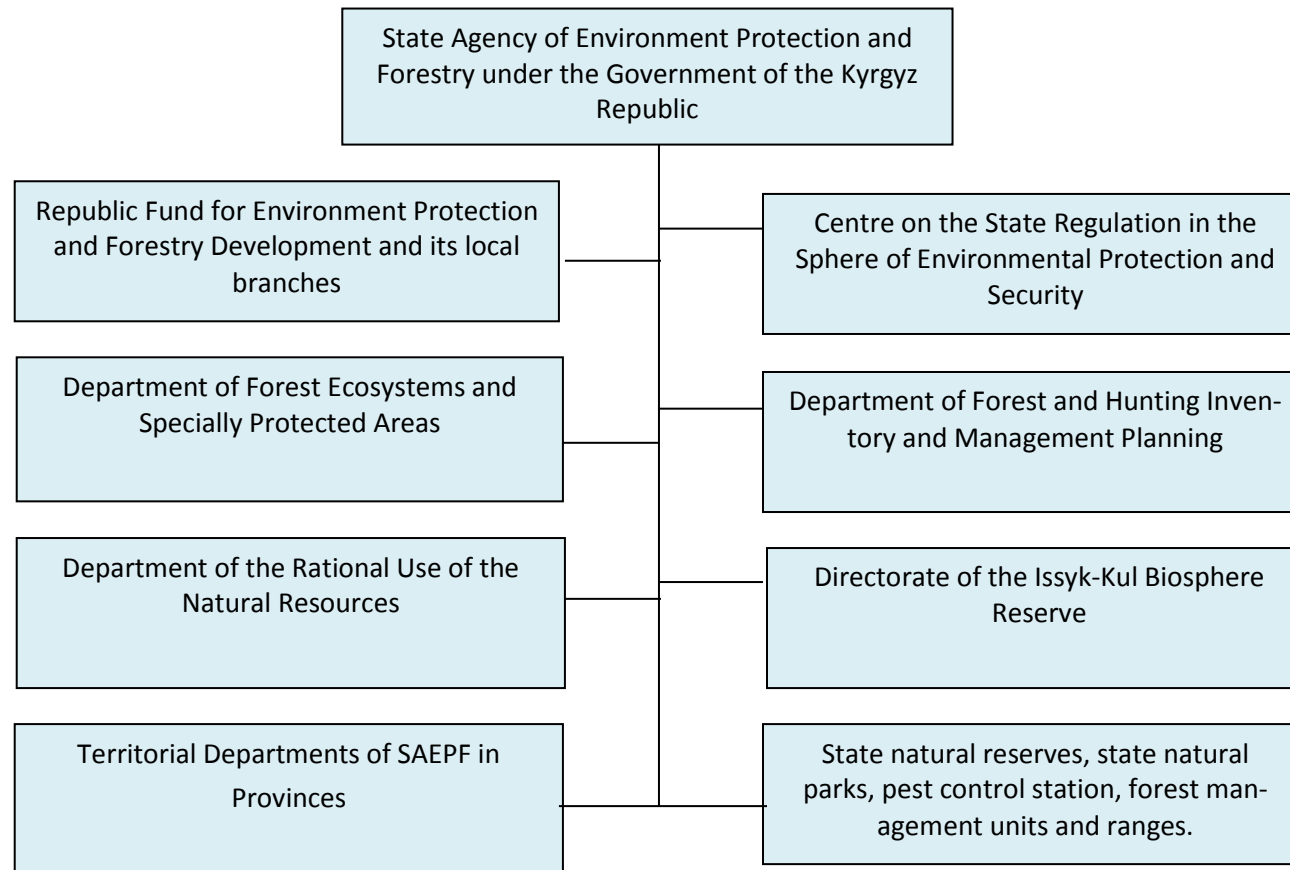 State Agency of Environment Protection and
Forestry under the Government of the Kyrgyz
Republic
Republic Fund for Environment Protection
and Forestry Development and its local
branches
Centre on the State Regulation in the
Sphere of Environmental Protection and
Security
Department of Forest Ecosystems and
Specially Protected Areas
Department of Forest and Hunting Inven-
tory and Management Planning
Department of the Rational Use of the
Natural Resources
Directorate of the Issyk-Kul Biosphere
Reserve
Territorial Departments of SAEPF in
Provinces
State natural reserves, state natural
parks, pest control station, forest man-
agement units and ranges.